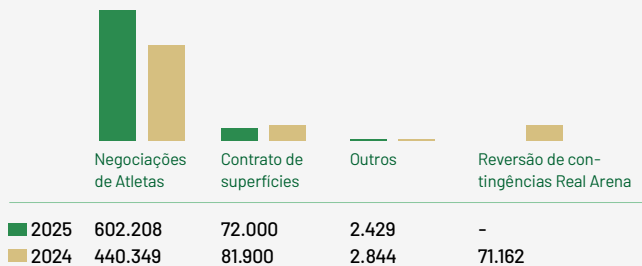 Negociações Contrato de Outros Reversão de con-
de Atletas superfícies tingências Real Arena
2025 602.208 72.000 2.429 -
2024 440.349 81.900 2.844 71.162